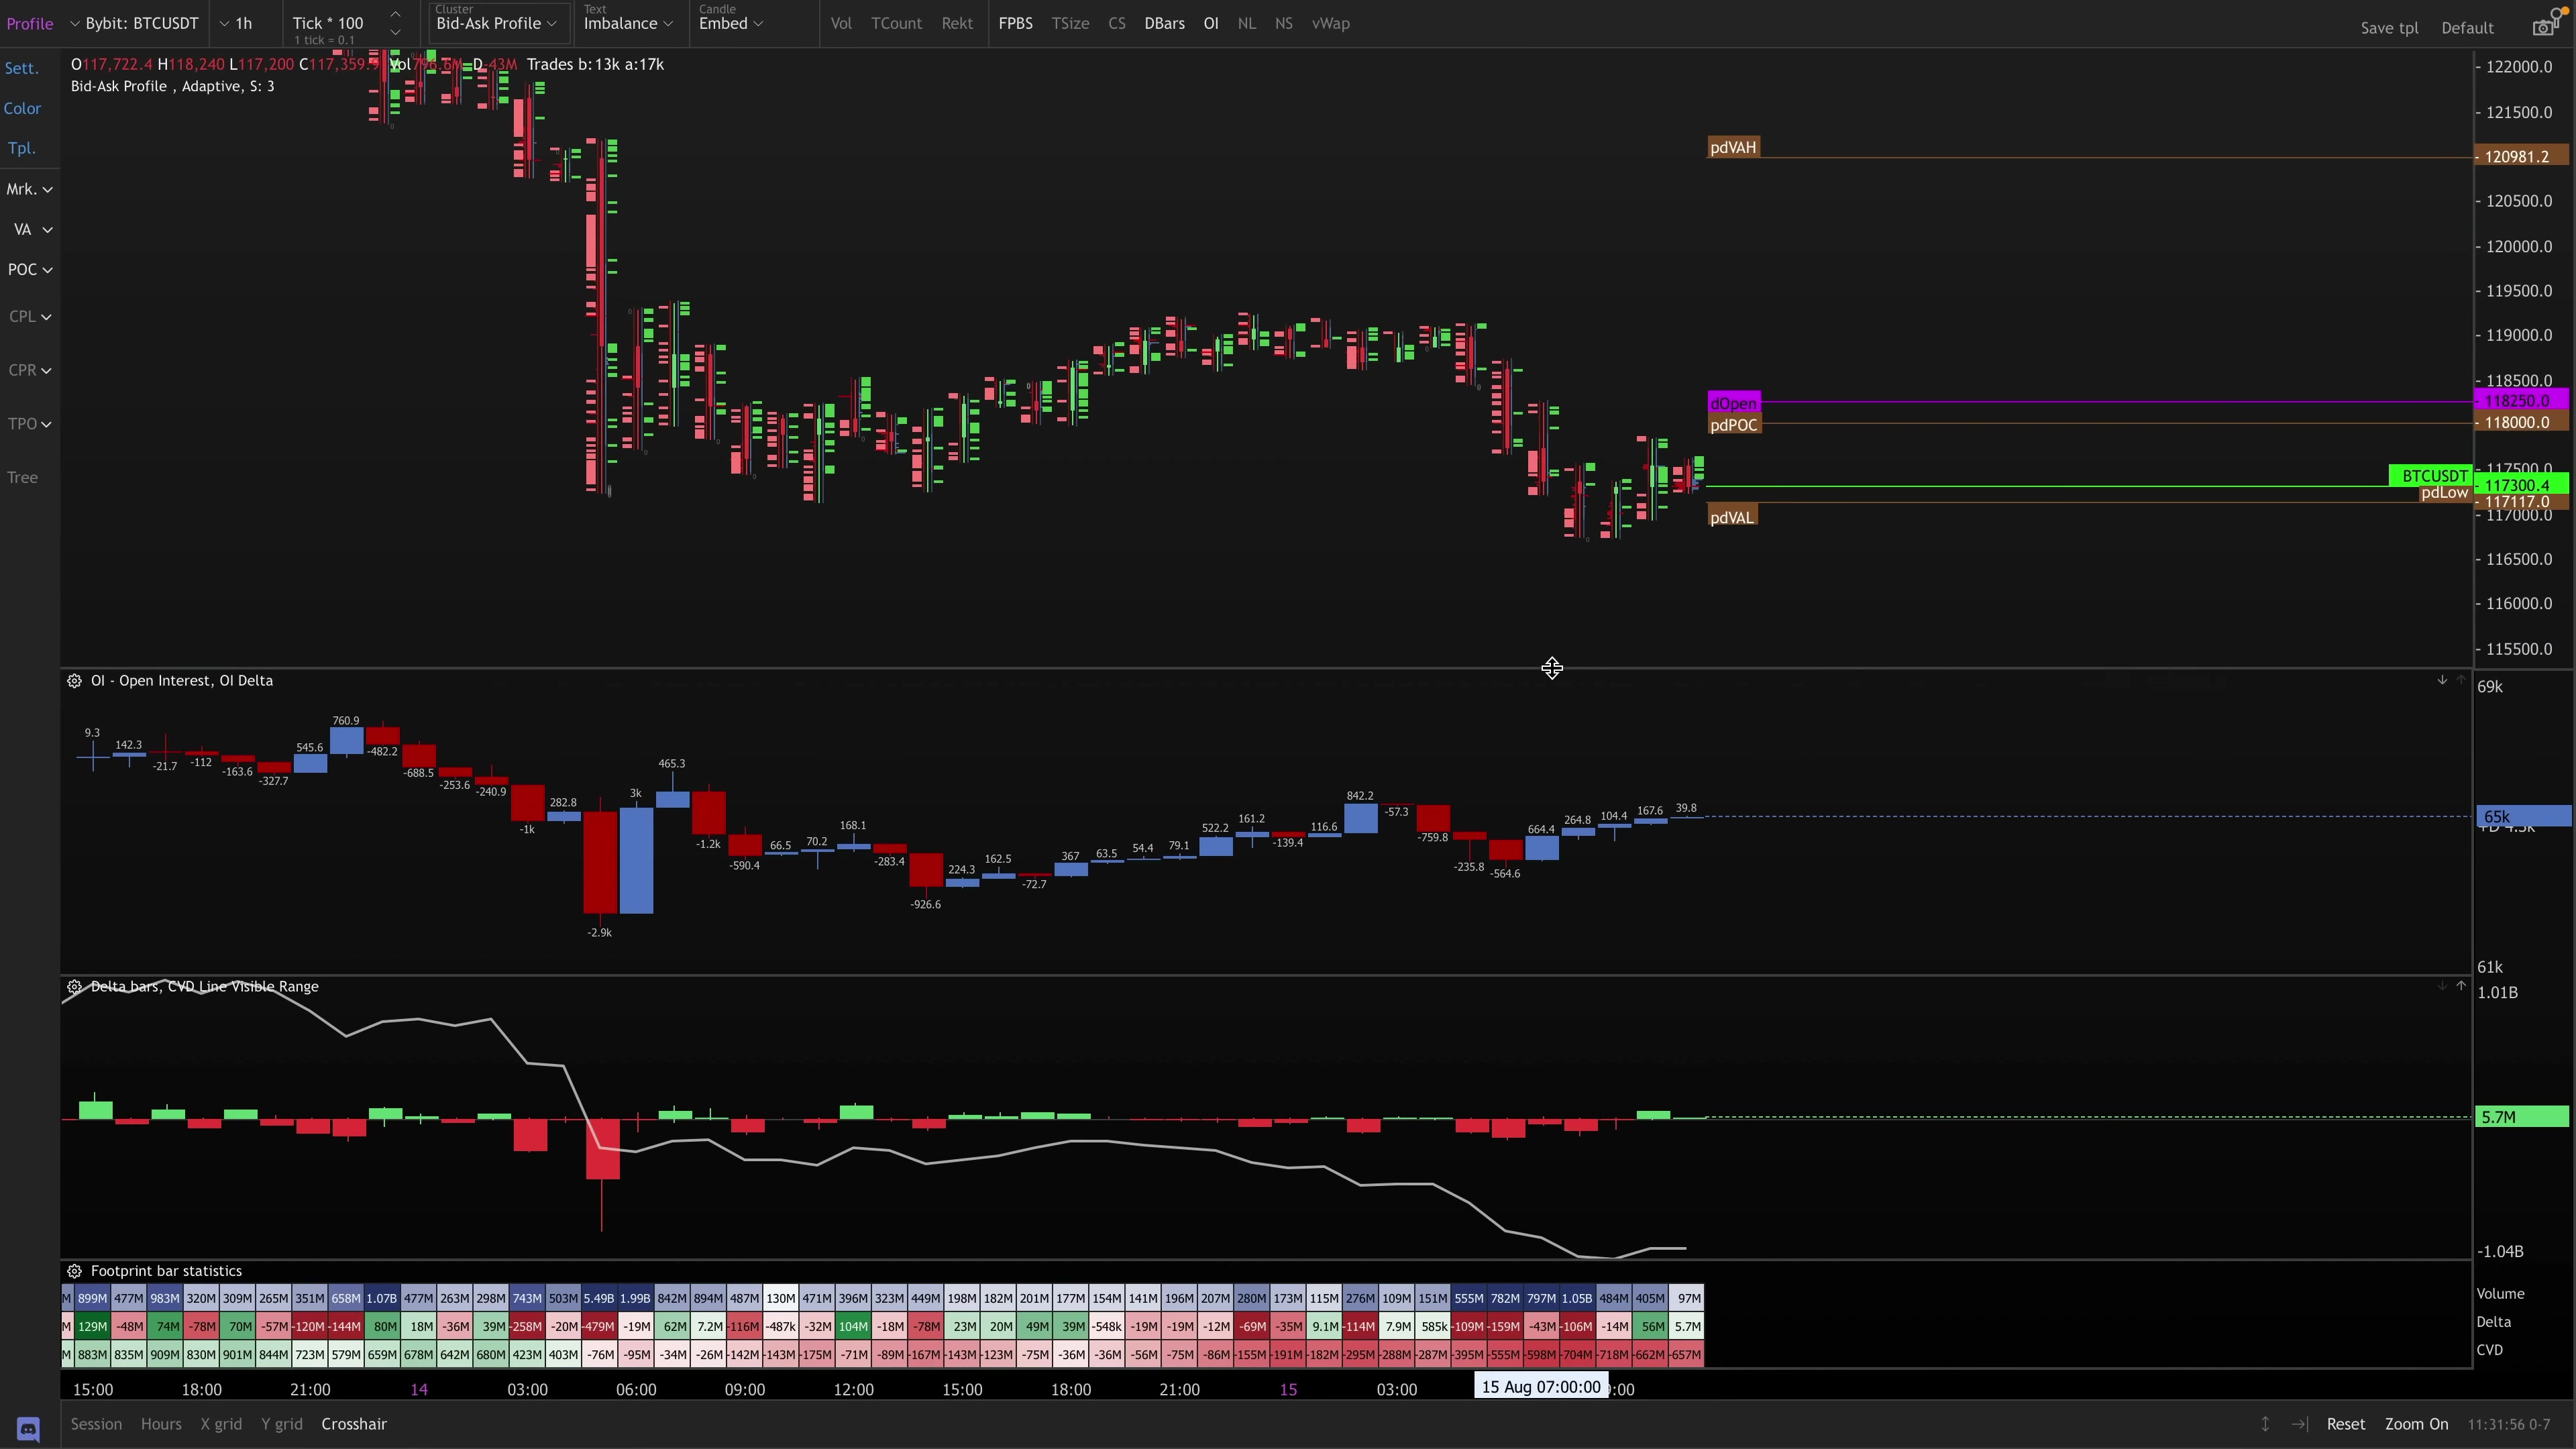 Profile Bybit: BTCUSDT 1h Tick * 100 Cluster Bid-Ask Profile Text Imbalance Candle Embed Vol TCount Rekt FPBS TSize CS DBars OI NL NS vWap Save tpl Default
1 tick = 0.1
Sett.
Color
Tpl.
Mrk.
VA
POC
CPL
CPR
TPO
Tree
O117,722.4 H118,240 L117,200 C117,359.9 Vol796.6M D-43M Trades b:13k a:17k
Bid-Ask Profile , Adaptive, S: 3
122000.0
121500.0
pdVAH 120981.2
120500.0
120000.0
119500.0
119000.0
118500.0
dOpen 118250.0
pdPOC 118000.0
117500.0
BTCUSDT 117300.4
pdLow 117117.0
pdVAL 117000.0
116500.0
116000.0
115500.0
OI - Open Interest, OI Delta
69k
9.3 142.3 -21.7 -112 -163.6 -327.7 545.6 760.9 -482.2 -688.5 -253.6 -240.9 -1k 282.8 -2.9k 3k 465.3 -1.2k -590.4 66.5 70.2 168.1 -283.4 -926.6 224.3 162.5 -72.7 367 63.5 54.4 79.1 522.2 161.2 -139.4 116.6 842.2 -57.3 -759.8 -235.8 -564.6 664.4 264.8 104.4 167.6 39.8
65k
61k
Delta bars, CVD Line Visible Range
1.01B
5.7M
-1.04B
Footprint bar statistics
M 899M 477M 983M 320M 309M 265M 351M 658M 1.07B 477M 263M 298M 743M 503M 5.49B 1.99B 842M 894M 487M 130M 471M 396M 323M 449M 198M 182M 201M 177M 154M 141M 196M 207M 280M 173M 115M 276M 109M 151M 555M 782M 797M 1.05B 484M 405M 97M Volume
M 129M -48M 74M -78M 70M -57M -120M -144M 80M 18M -36M 39M -258M -20M -479M -19M 62M 7.2M -116M -487k -32M 104M -18M -78M 23M 20M 49M 39M -548k -19M -19M -12M -69M -35M 9.1M -114M 7.9M 585k -109M -159M -43M -106M -14M 56M 5.7M Delta
M 883M 835M 909M 830M 901M 844M 723M 579M 659M 678M 642M 680M 423M 403M -76M -95M -34M -26M -142M -143M -175M -71M -89M -167M -143M -123M -75M -36M -36M -56M -75M -86M -155M -191M -182M -295M -288M -287M -395M -555M -598M -704M -718M -662M -657M CVD
15:00 18:00 21:00 14 03:00 06:00 09:00 12:00 15:00 18:00 21:00 15 03:00 15 Aug 07:00:00 :00
Session Hours X grid Y grid Crosshair Reset Zoom On 11:31:56 0-7